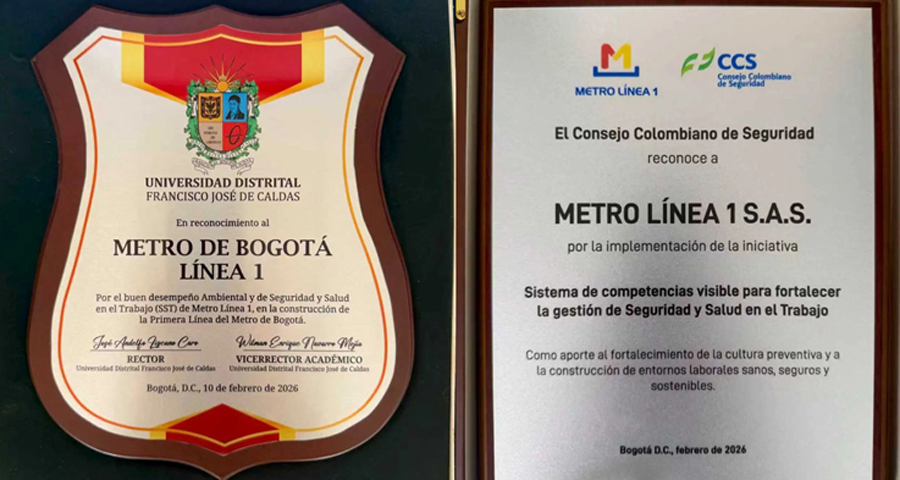 UNIVERSIDAD DISTRITAL
FRANCISCO JOSÉ DE CALDAS
En reconocimiento al
METRO DE BOGOTÁ
LÍNEA 1
Por el buen desempeño Ambiental y de Seguridad y Salud
en el Trabajo (SST) de Metro Línea 1, en la construcción de
la Primera Línea del Metro de Bogotá.
RECTOR
Universidad Distrital Francisco José de Caldas
VICERRECTOR ACADÉMICO
Universidad Distrital Francisco José de Caldas
Bogotá, D.C., 10 de febrero de 2026
METRO LÍNEA 1
CCS
Consejo Colombiano
de Seguridad
El Consejo Colombiano de Seguridad
reconoce a
METRO LÍNEA 1 S.A.S.
por la implementación de la iniciativa
Sistema de competencias visible para fortalecer
la gestión de Seguridad y Salud en el Trabajo
Como aporte al fortalecimiento de la cultura preventiva y a
la construcción de entornos laborales sanos, seguros y
sostenibles.
Bogotá D.C., febrero de 2026